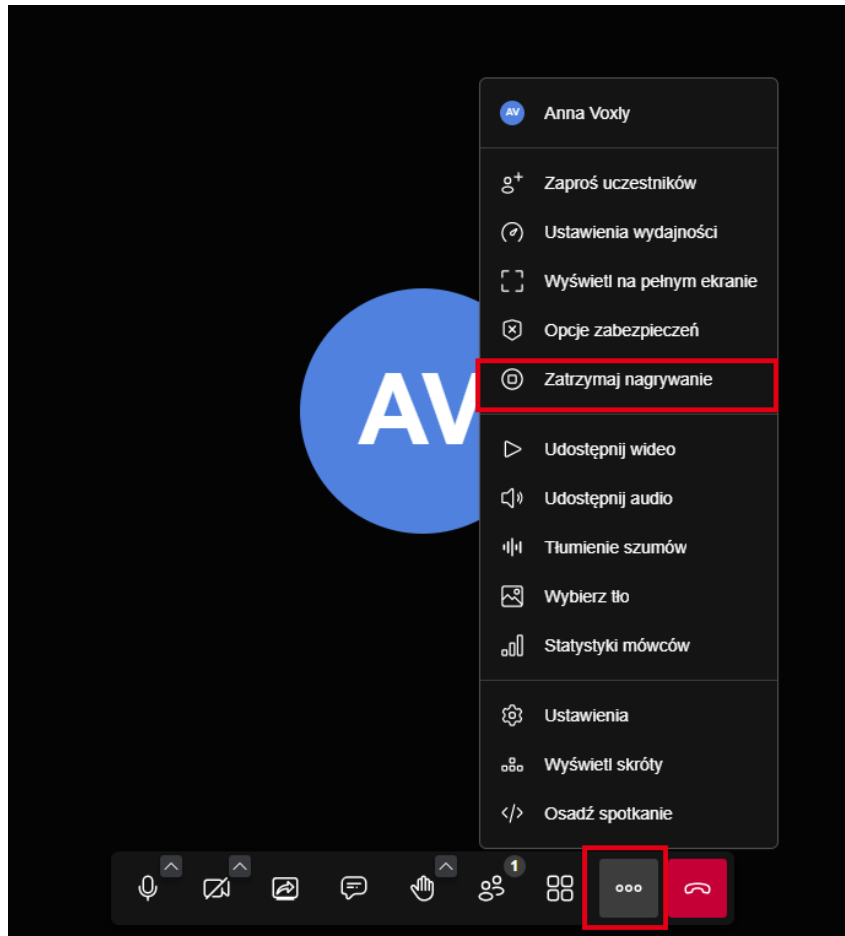 AV
Anna Voxly
Zaproś uczestników
Ustawienia wydajności
Wyświetl na pełnym ekranie
Opcje zabezpieczeń
Zatrzymaj nagrywanie
AV
Udostępnij wideo
Udostępnij audio
Tłumienie szumów
Wybierz tło
Statystyki mówców
Ustawienia
Wyświetl skróty
Osadź spotkanie
1